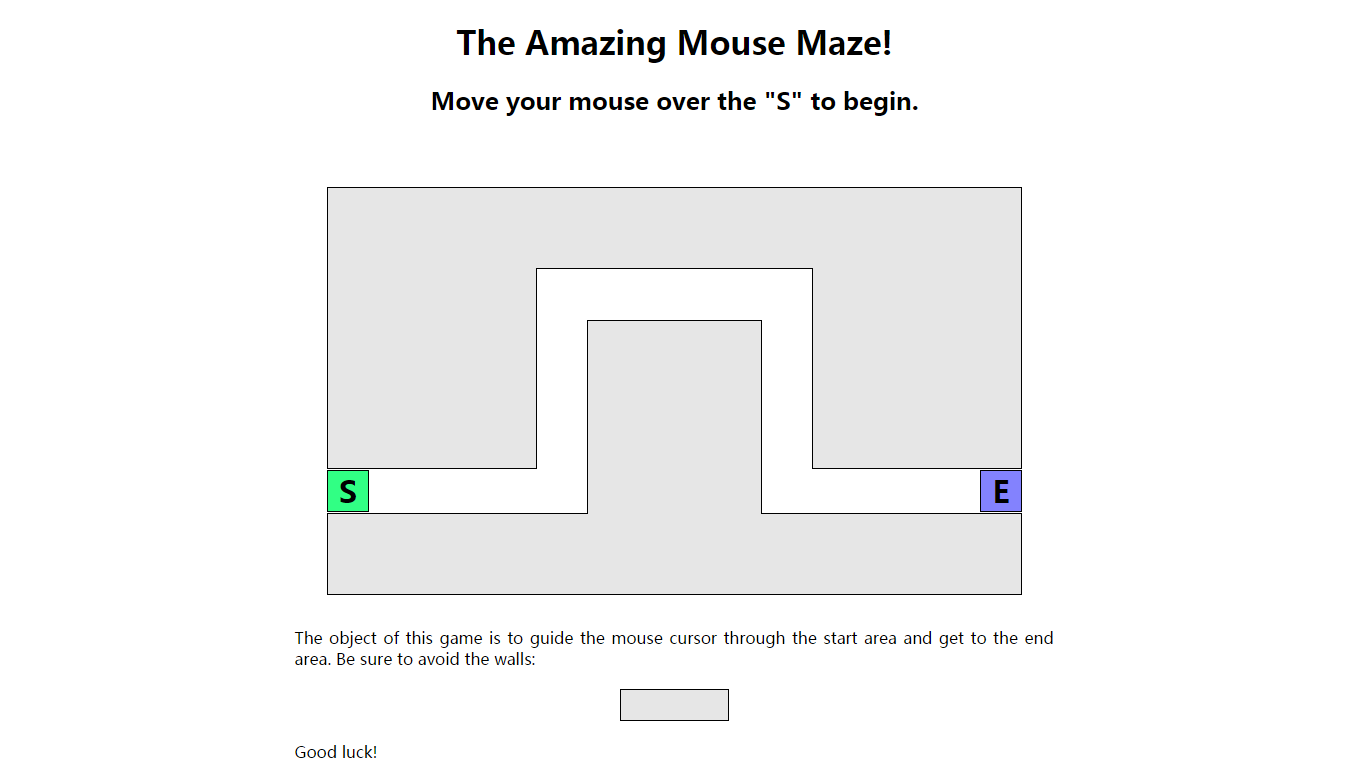 The Amazing Mouse Maze!
Move your mouse over the "S" to begin.
S
E
The object of this game is to guide the mouse cursor through the start area and get to the end
area. Be sure to avoid the walls:
Good luck!